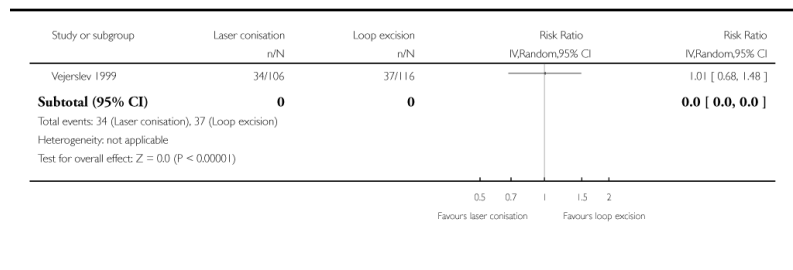 Study or subgroup Laser conisation Loop excision Risk Ratio Risk Ratio
n/N n/N IV,Random,95% CI IV,Random,95% CI
Vejerslev 1999 34/106 37/116 1.01 [ 0.68, 1.48 ]
Subtotal (95% CI) 0 0 0.0 [ 0.0, 0.0 ]
Total events: 34 (Laser conisation), 37 (Loop excision)
Heterogeneity: not applicable
Test for overall effect: Z = 0.0 (P < 0.00001)
0.5 0.7 1 1.5 2
Favours laser conisation Favours loop excision